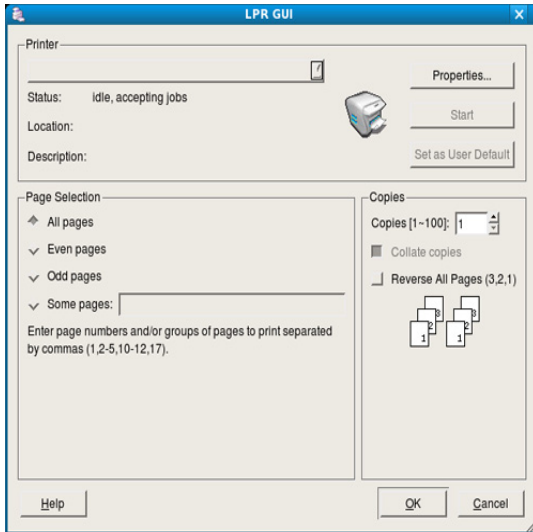 LPR GUI
Printer
Properties...
Status: idle, accepting jobs
Start
Location:
Description:
Set as User Default
Page Selection
All pages
Even pages
Odd pages
Some pages:
Enter page numbers and/or groups of pages to print separated
by commas (1,2-5,10-12,17).
Copies
Copies [1~100]: 1
Collate copies
Reverse All Pages (3,2,1)
3 3
2 2
1 1
Help
OK
Cancel